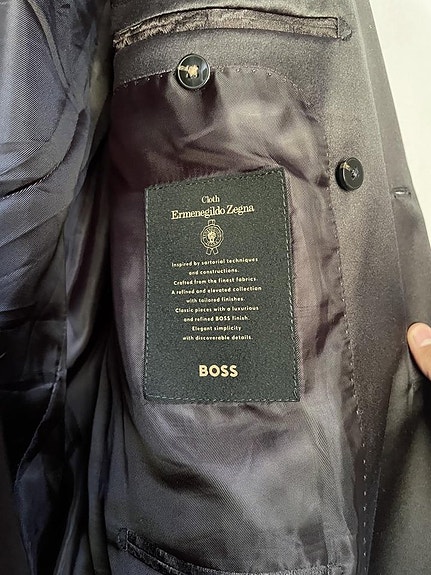 Cloth
Ermenegildo Zegna
Inspired by sartorial techniques
and constructions.
Crafted from the finest fabrics.
A refined and elevated collection
with tailored finishes.
Classic pieces with a luxurious
and refined BOSS finish.
Elegant simplicity
with discoverable details.
BOSS